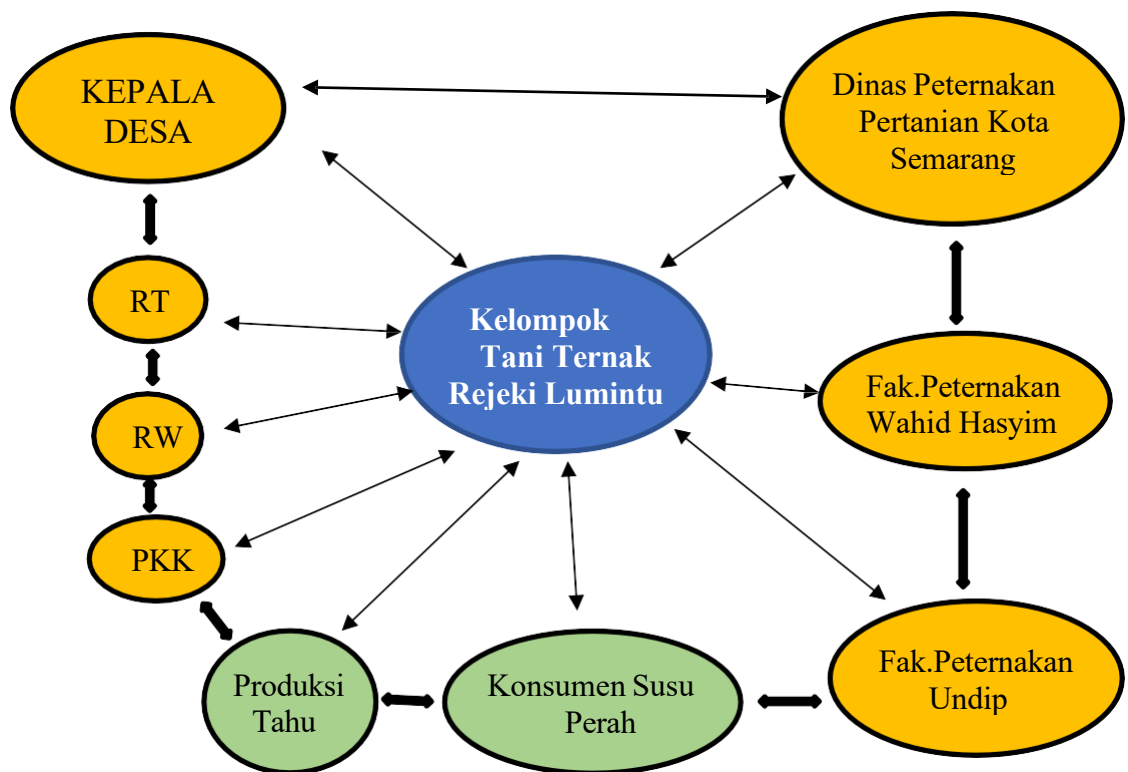 KEPALA
DESA
Dinas Peternakan
Pertanian Kota
Semarang
RT
Kelompok
Tani Ternak
Rejeki Lumintu
Fak.Peternakan
Wahid Hasyim
RW
PKK
Produksi
Tahu
Konsumen Susu
Perah
Fak.Peternakan
Undip